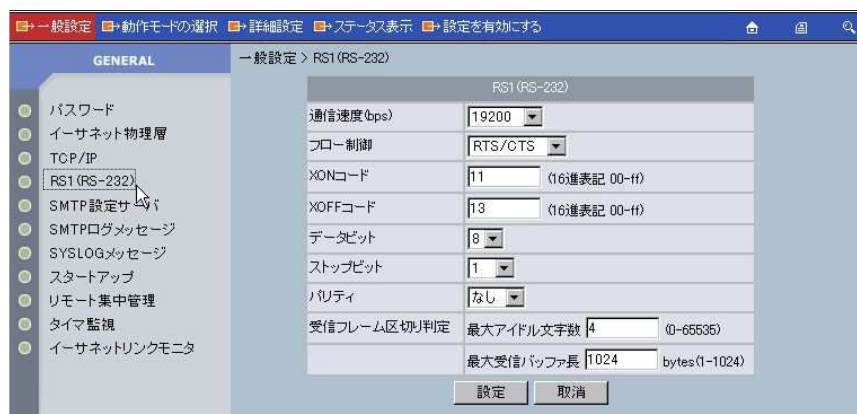 一般設定 動作モードの選択 詳細設定 ステータス表示 設定を有効にする
GENERAL
パスワード
イーサネット物理層
TCP/IP
RS1(RS-232)
SMTP設定サーバ
SMTPログメッセージ
SYSLOGメッセージ
スタートアップ
リモート集中管理
タイマ監視
イーサネットリンクモニタ
一般設定 > RS1(RS-232)
RS1(RS-232)
通信速度(bps) 19200
フロー制御 RTS/CTS
XONコード 11 (16進表記 00-ff)
XOFFコード 13 (16進表記 00-ff)
データビット 8
ストップビット 1
パリティ なし
受信フレーム区切り判定 最大アイドル文字数 4 (0-65535)
最大受信バッファ長 1024 bytes(1-1024)
設定 取消